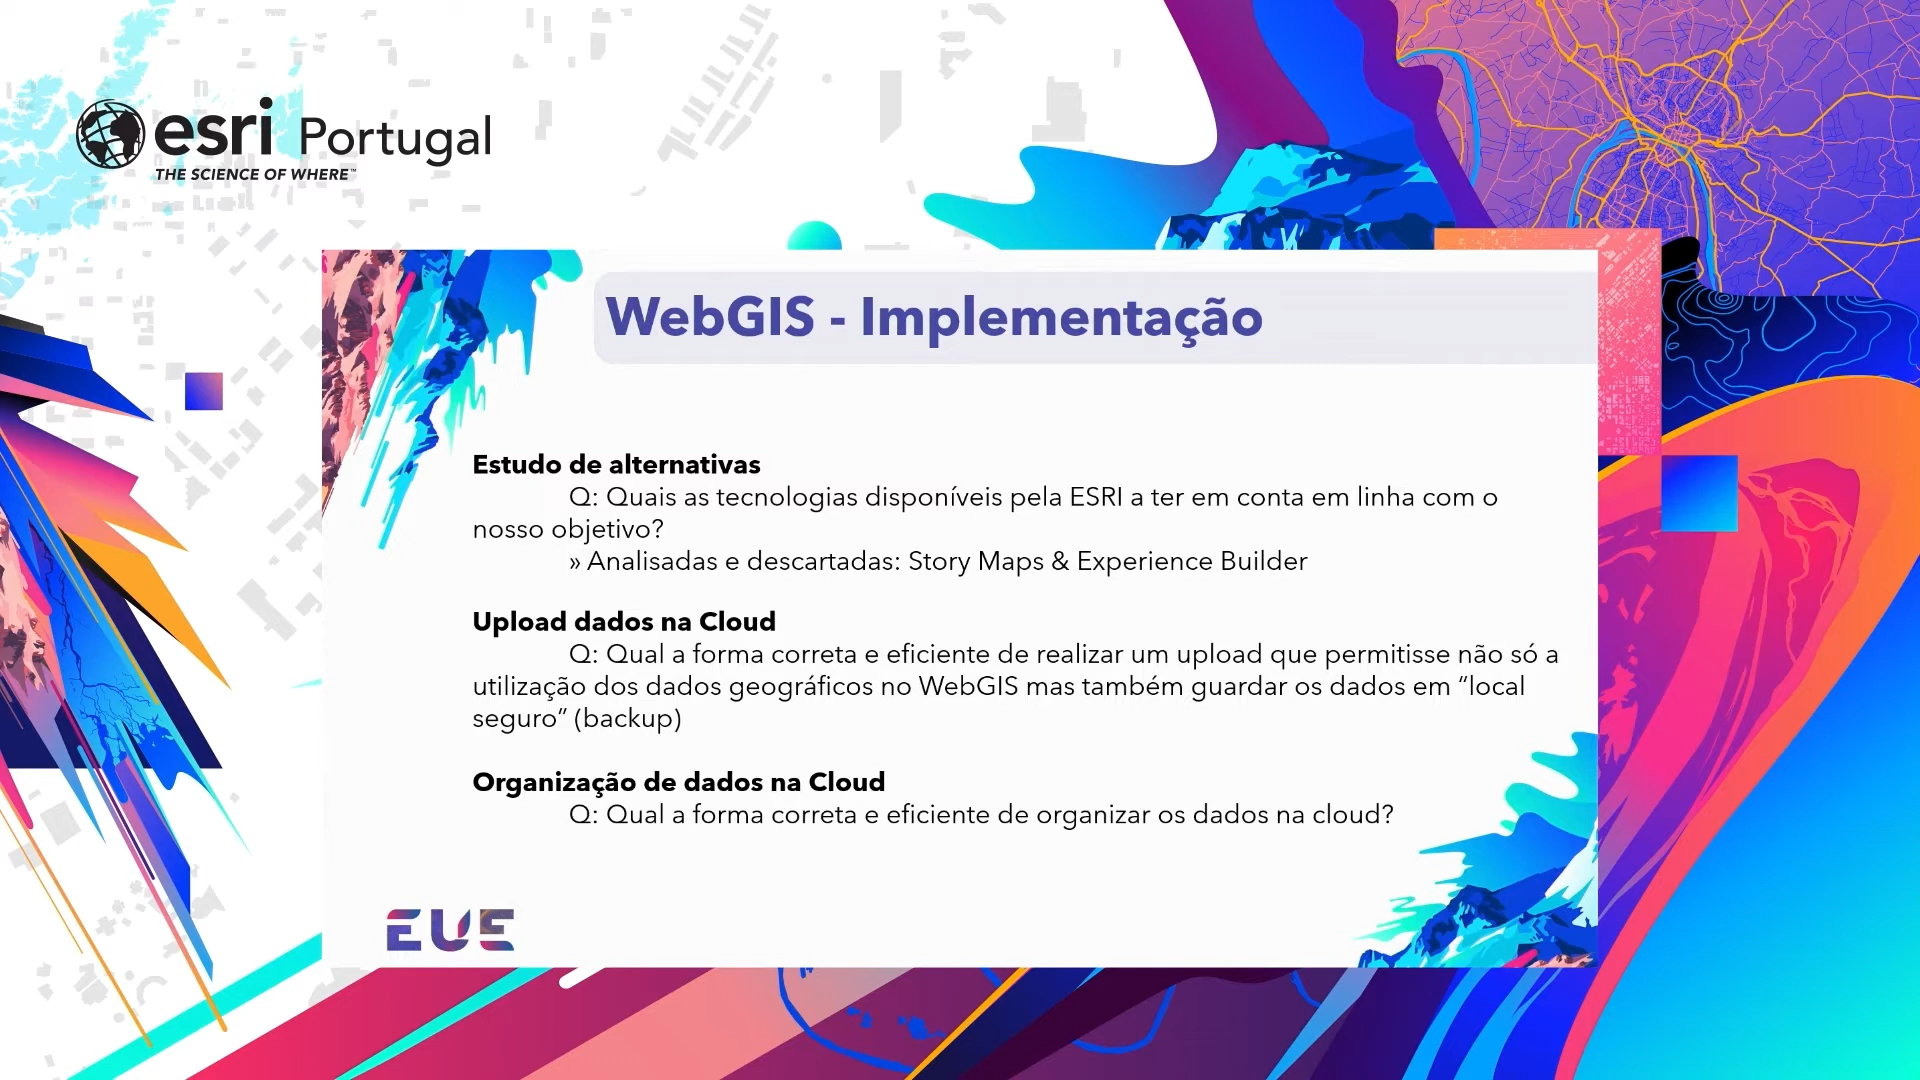 esri Portugal
THE SCIENCE OF WHERE™
WebGIS - Implementação
Estudo de alternativas
Q: Quais as tecnologias disponíveis pela ESRI a ter em conta em linha com o
nosso objetivo?
» Analisadas e descartadas: Story Maps & Experience Builder
Upload dados na Cloud
Q: Qual a forma correta e eficiente de realizar um upload que permitisse não só a
utilização dos dados geográficos no WebGIS mas também guardar os dados em “local
seguro” (backup)
Organização de dados na Cloud
Q: Qual a forma correta e eficiente de organizar os dados na cloud?
EUE